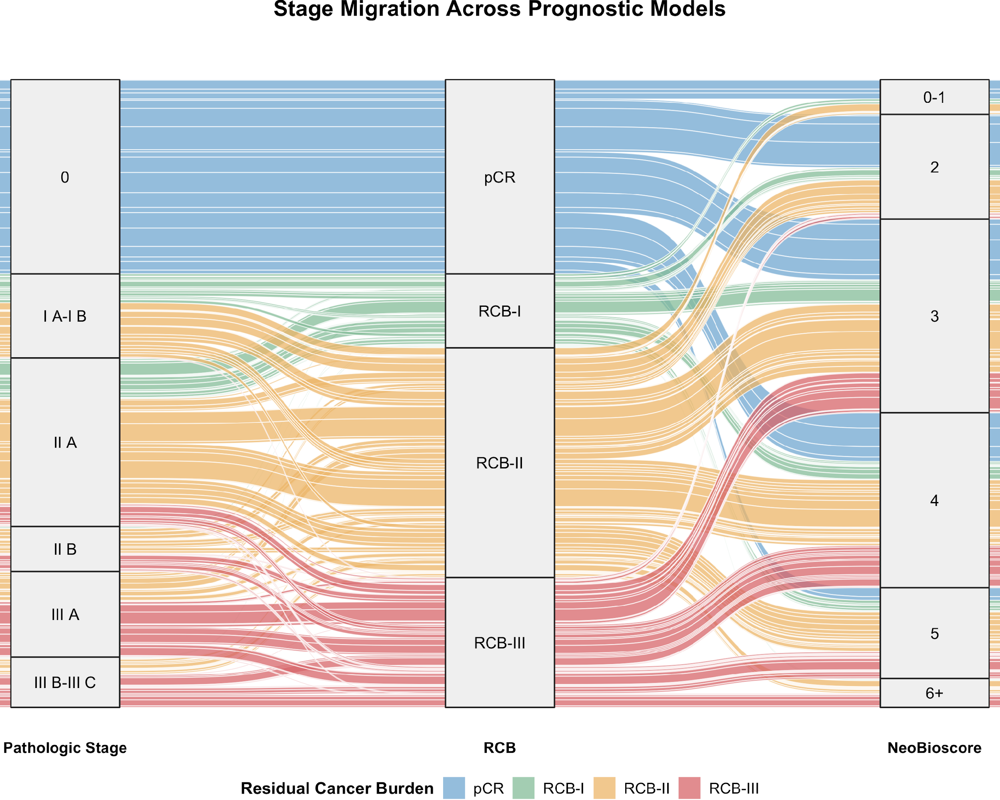 Stage Migration Across Prognostic Models
0
I A-I B
II A
II B
III A
III B-III C
pCR
RCB-I
RCB-II
RCB-III
0-1
2
3
4
5
6+
Pathologic Stage
RCB
NeoBioscore
Residual Cancer Burden pCR RCB-I RCB-II RCB-III